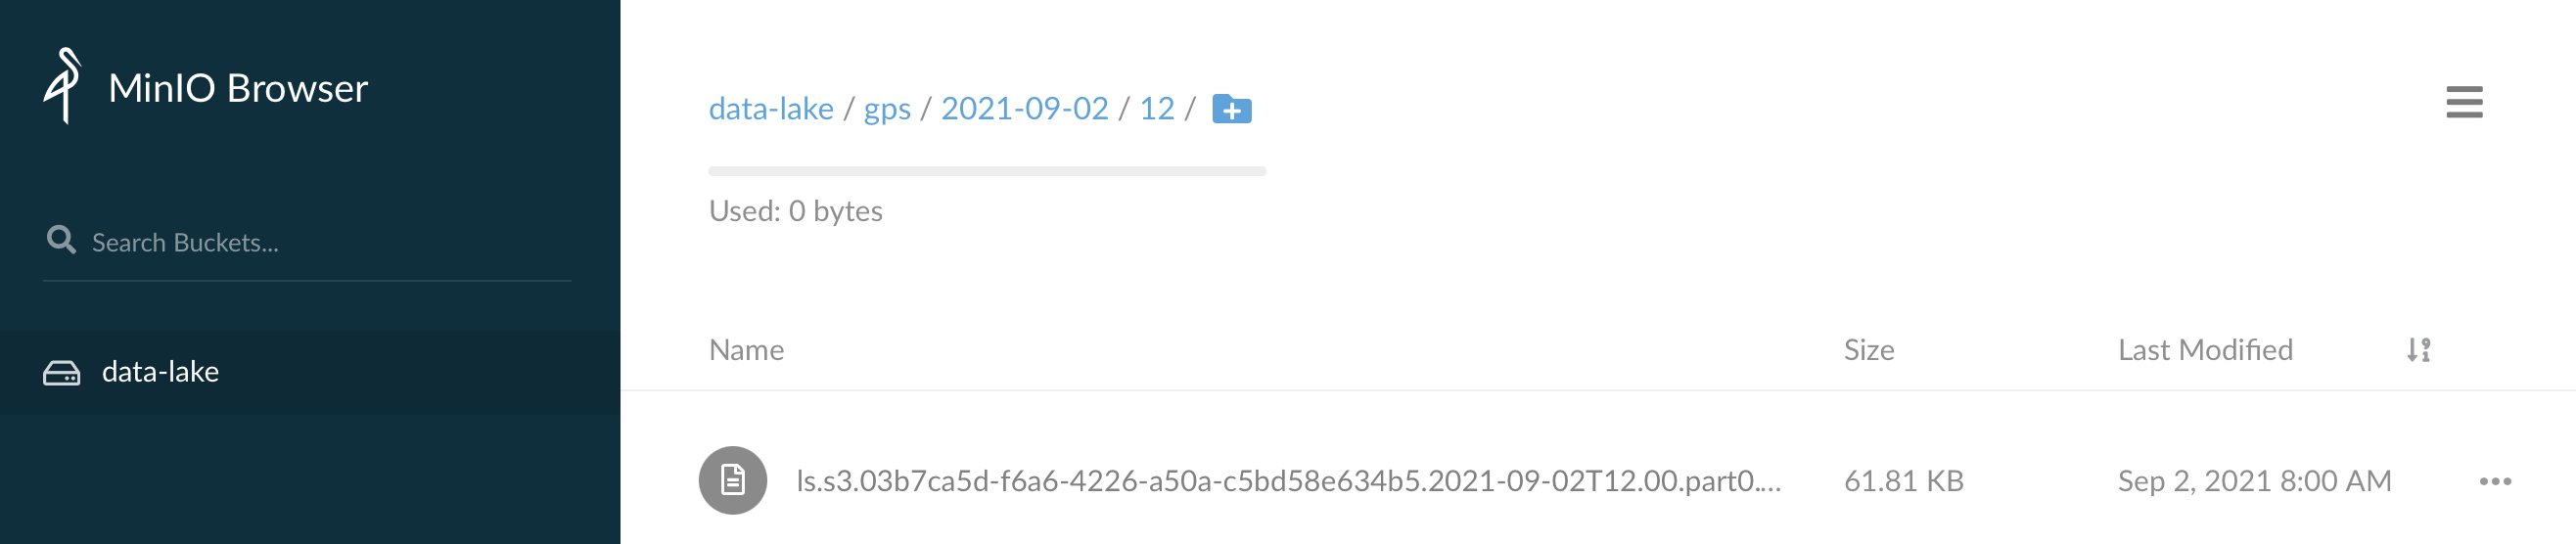 MinIO Browser
Search Buckets...
data-lake
data-lake / gps / 2021-09-02 / 12 /
Used: 0 bytes
Name Size Last Modified
ls.s3.03b7ca5d-f6a6-4226-a50a-c5bd58e634b5.2021-09-02T12.00.part0.... 61.81 KB Sep 2, 2021 8:00 AM